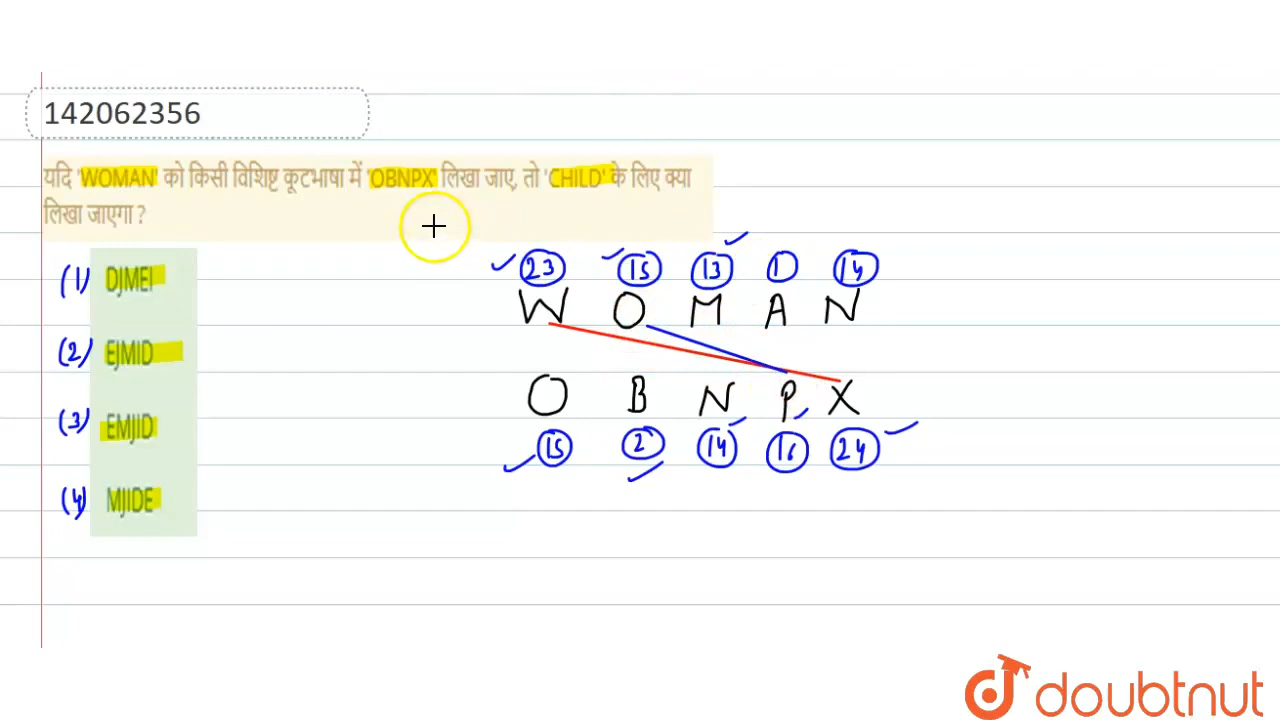 142062356
यदि 'WOMAN' को किसी विशिष्ट कूटभाषा में 'OBNPX' लिखा जाए, तो 'CHILD' के लिए क्या
लिखा जाएगा ?
(1) DJMEI
(2) EJMID
(3) EMJID
(4) MJIDE
23 15 13 1 14
W O M A N
O B N P X
15 2 14 16 24
doubtnut